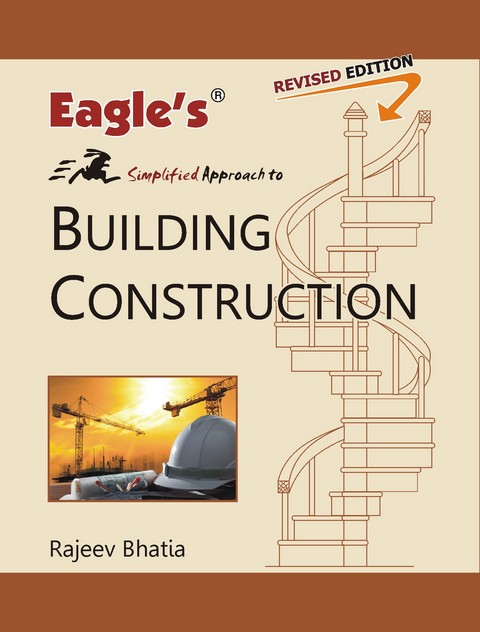 REVISED EDITION
Eagle's®
Simplified Approach to
BUILDING
CONSTRUCTION
Rajeev Bhatia